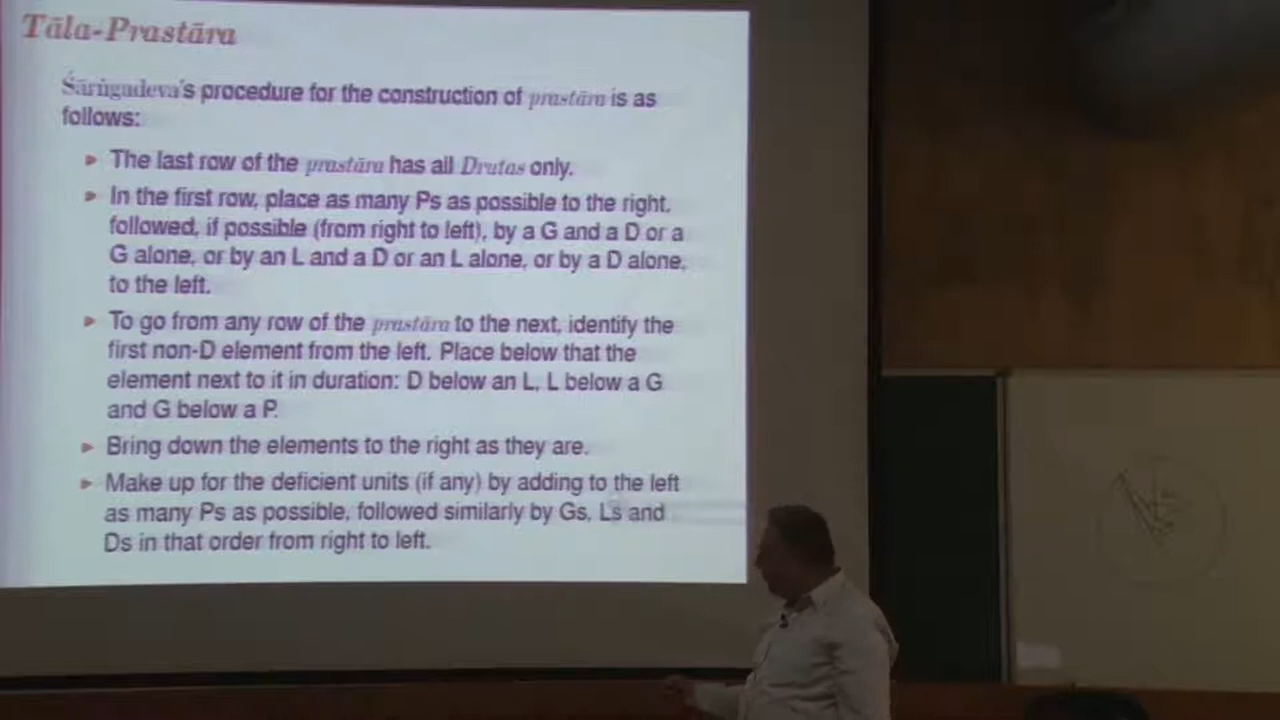 Tāla-Prastāra
Śārṅgadeva's procedure for the construction of prastāra is as
follows:
The last row of the prastāra has all Drutas only.
In the first row, place as many Ps as possible to the right,
followed, if possible (from right to left), by a G and a D or a
G alone, or by an L and a D or an L alone, or by a D alone,
to the left.
To go from any row of the prastāra to the next, identify the
first non-D element from the left. Place below that the
element next to it in duration: D below an L, L below a G
and G below a P.
Bring down the elements to the right as they are.
Make up for the deficient units (if any) by adding to the left
as many Ps as possible, followed similarly by Gs, Ls and
Ds in that order from right to left.